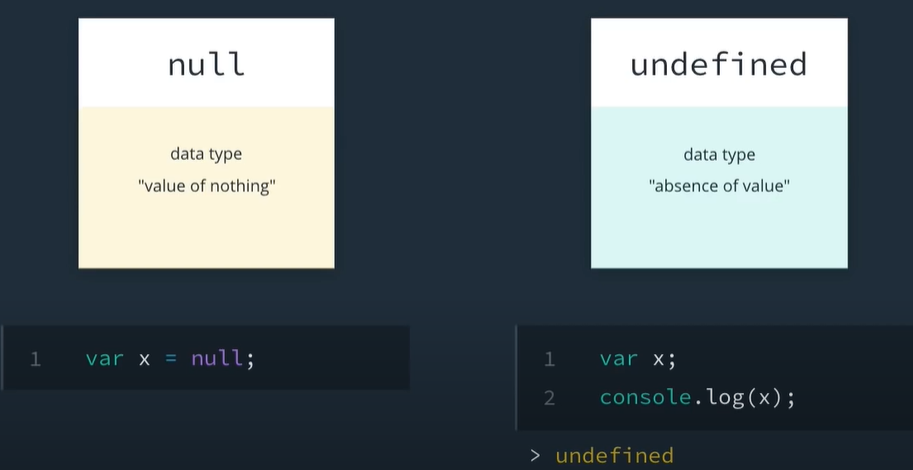 null
data type
"value of nothing"
1 var x = null;
undefined
data type
"absence of value"
1 var x;
2 console.log(x);
> undefined